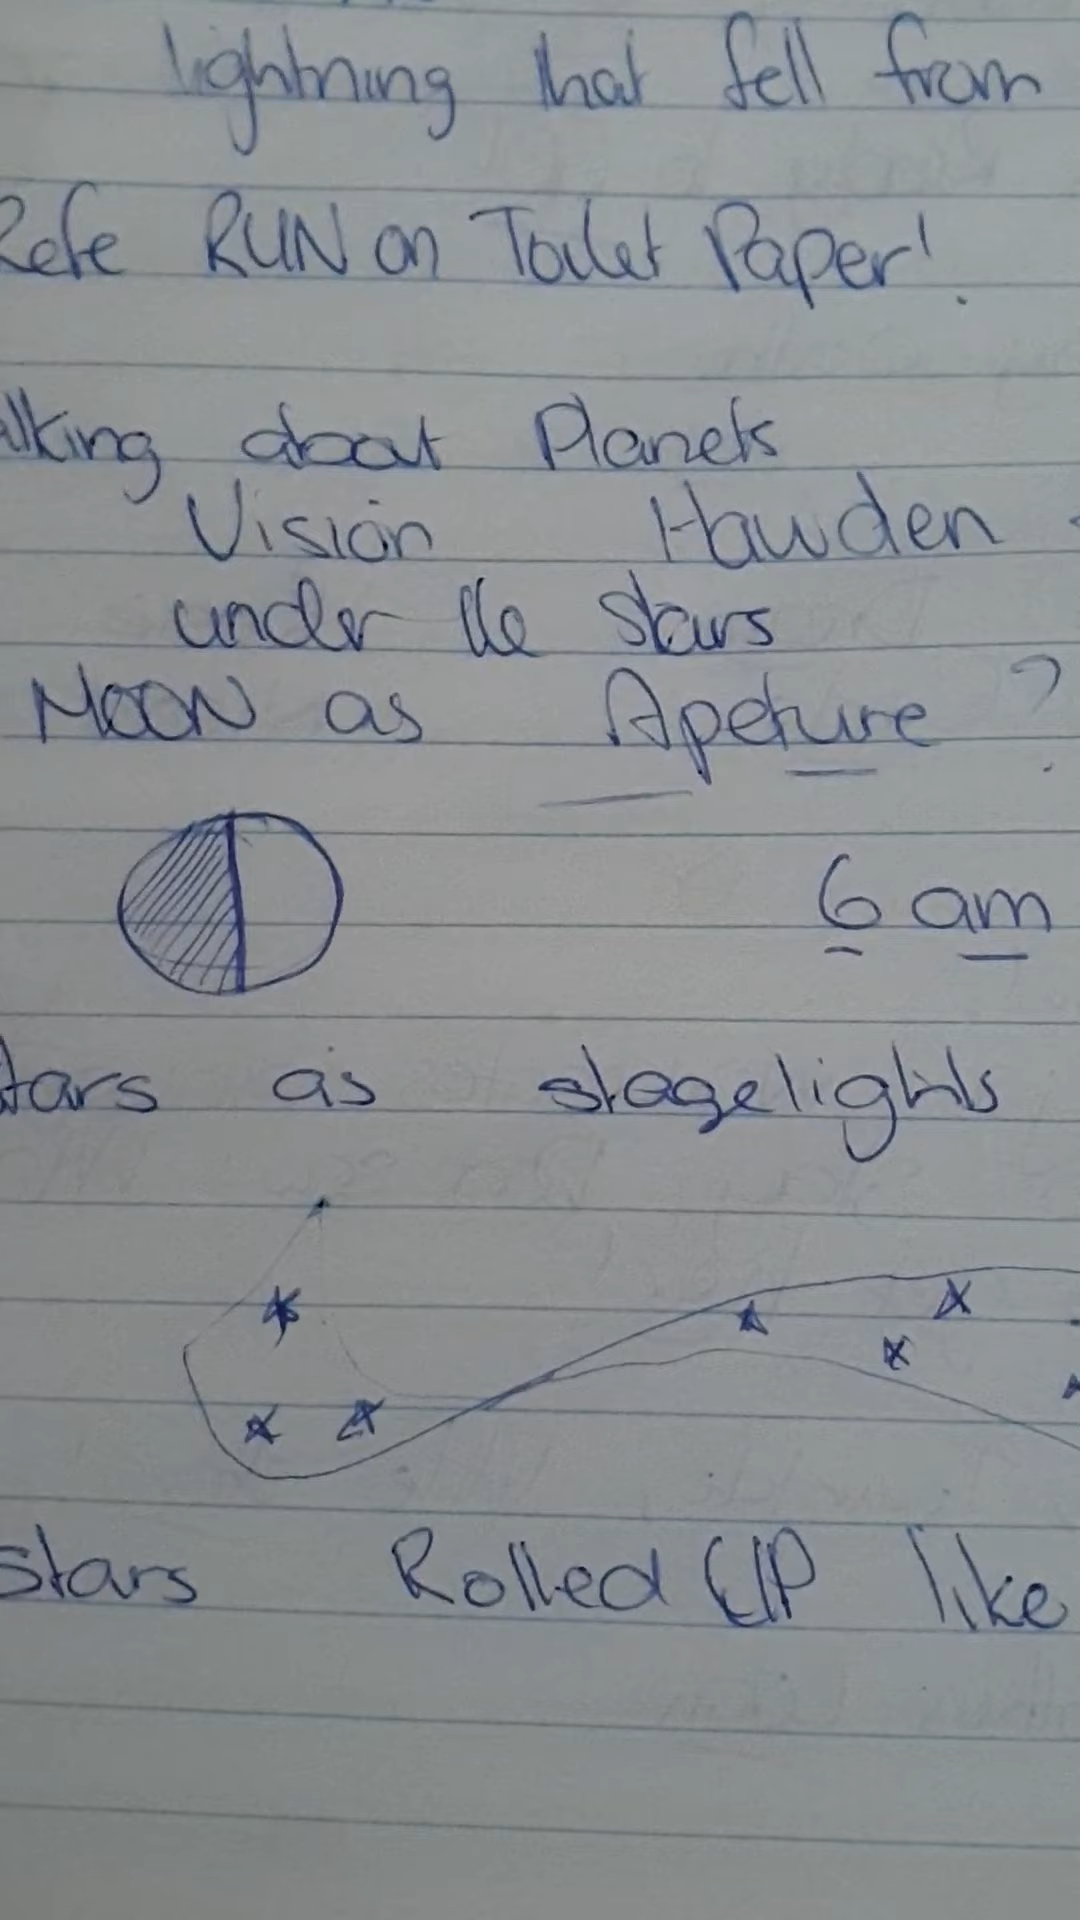 lightning that fell from
Refe RUN on Toilet Paper!
alking about Planets
Vision Hawden
under the stars
MOON as Apeture ?
6 am
tars as stagelights
stars Rolled UP like